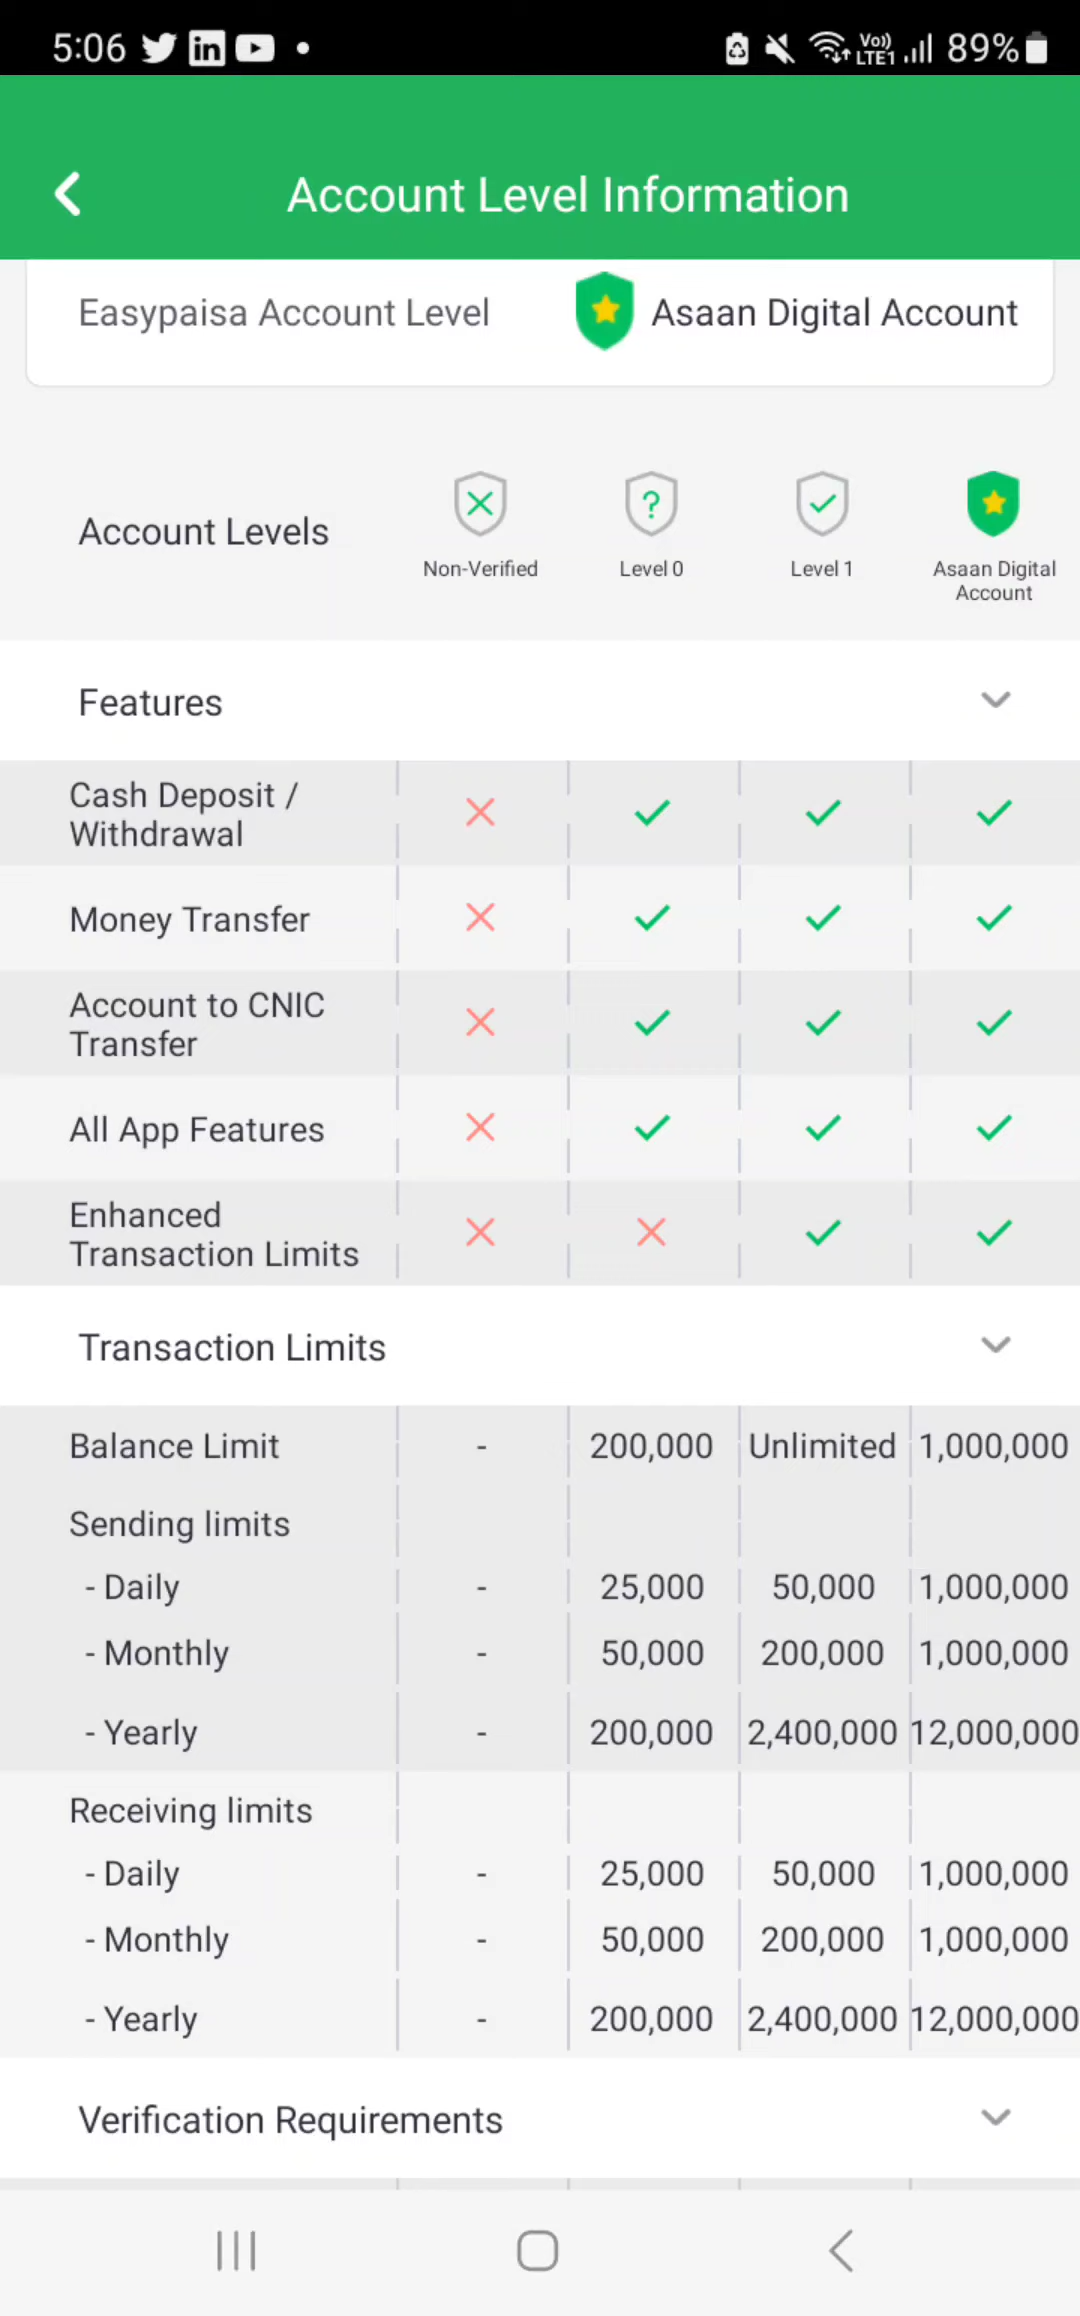 5:06 Vo)) LTE1 89%
Account Level Information
Easypaisa Account Level Asaan Digital Account
Account Levels Non-Verified Level 0 Level 1 Asaan Digital
Account
Features
Cash Deposit /
Withdrawal
Money Transfer
Account to CNIC
Transfer
All App Features
Enhanced
Transaction Limits
Transaction Limits
Balance Limit - 200,000 Unlimited 1,000,000
Sending limits
- Daily - 25,000 50,000 1,000,000
- Monthly - 50,000 200,000 1,000,000
- Yearly - 200,000 2,400,000 12,000,000
Receiving limits
- Daily - 25,000 50,000 1,000,000
- Monthly - 50,000 200,000 1,000,000
- Yearly - 200,000 2,400,000 12,000,000
Verification Requirements